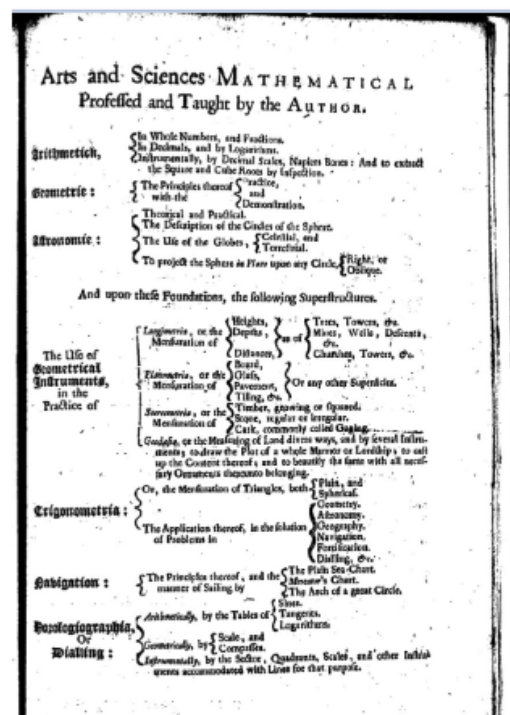 Arts and Sciences MATHEMATICAL
Professed and Taught by the AUTHOR.
Arithmetick,
In Whole Numbers, and Fractions.
In Decimals, and by Logarithms.
Instrumentally, by Decimal Scales, Napiers Bones: And to extract
the Square and Cube Roots by Inspection.
Geometrie:
The Principles thereof
with the
Practice,
and
Demonstration.
Astronomie:
Theorical and Practical.
The Description of the Circles of the Sphere.
The Use of the Globes,
Celestial, and
Terrestrial.
To project the Sphere in Plano upon any Circle,
Right, or
Oblique.
And upon these Foundations, the following Superstructures.
The Use of
Geometrical
Instruments,
in the
Practice of
Longimetria, or the
Mensuration of
Heights,
Depths,
Distances,
as of
Trees, Towers, &c.
Mines, Wells, Descents,
&c.
Churches, Towers, &c.
Planometria, or the
Mensuration of
Board,
Glass,
Pavement,
Tiling, &c.
Or any other Superficies.
Stereometria, or the
Mensuration of
Timber, growing or squared.
Stone, regular or irregular.
Cask, commonly called Gaging.
Geodæsie, or the Measuring of Land divers ways, and by several Instru-
ments; to draw the Plot of a whole Mannor or Lordship; to cast
up the Content thereof; and to beautify the same with all neces-
sary Ornaments thereunto belonging.
Trigonometria:
Or, the Mensuration of Triangles, both
Plain, and
Spherical.
The Application thereof, in the solution
of Problems in
Geometry.
Astronomy.
Geography.
Navigation.
Fortification.
Dialling, &c.
Navigation:
The Principles thereof, and the
manner of Sailing by
The Plain Sea-Chart.
Mercator's Chart.
The Arch of a great Circle.
Horologiographia,
Or
Dialling:
Arithmetically, by the Tables of
Sines.
Tangents.
Logarithms.
Geometrically, by
Scale, and
Compasses.
Instrumentally, by the Sector, Quadrants, Scales, and other Instru-
ments accommodated with Lines for that purpose.